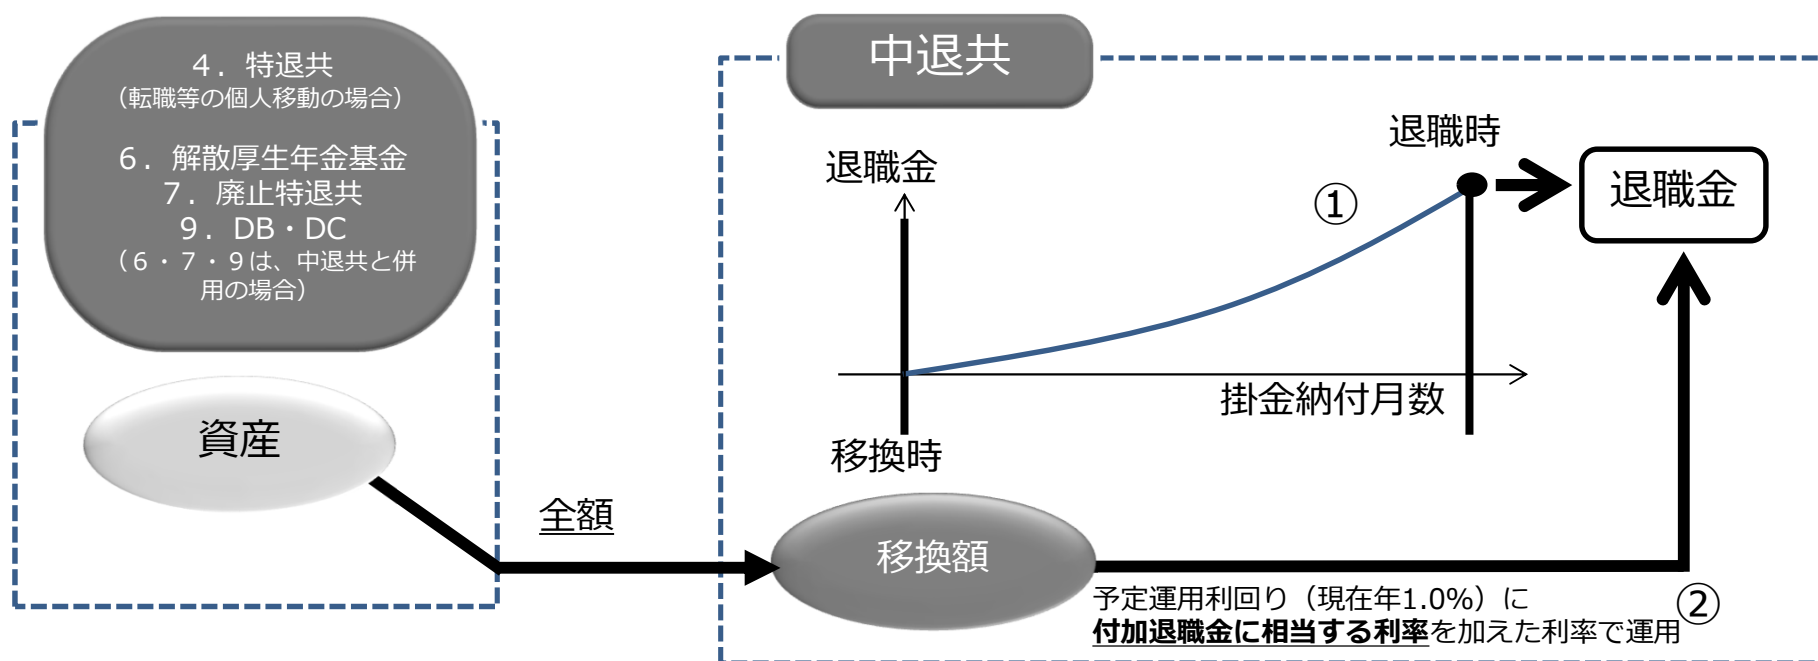 4．特退共
（転職等の個人移動の場合）
6．解散厚生年金基金
7．廃止特退共
9．DB・DC
（6・7・9は、中退共と併
用の場合）
資産
全額
中退共
退職金
①
退職時
退職金
掛金納付月数
移換時
移換額
予定運用利回り（現在年1.0%）に
付加退職金に相当する利率を加えた利率で運用
②